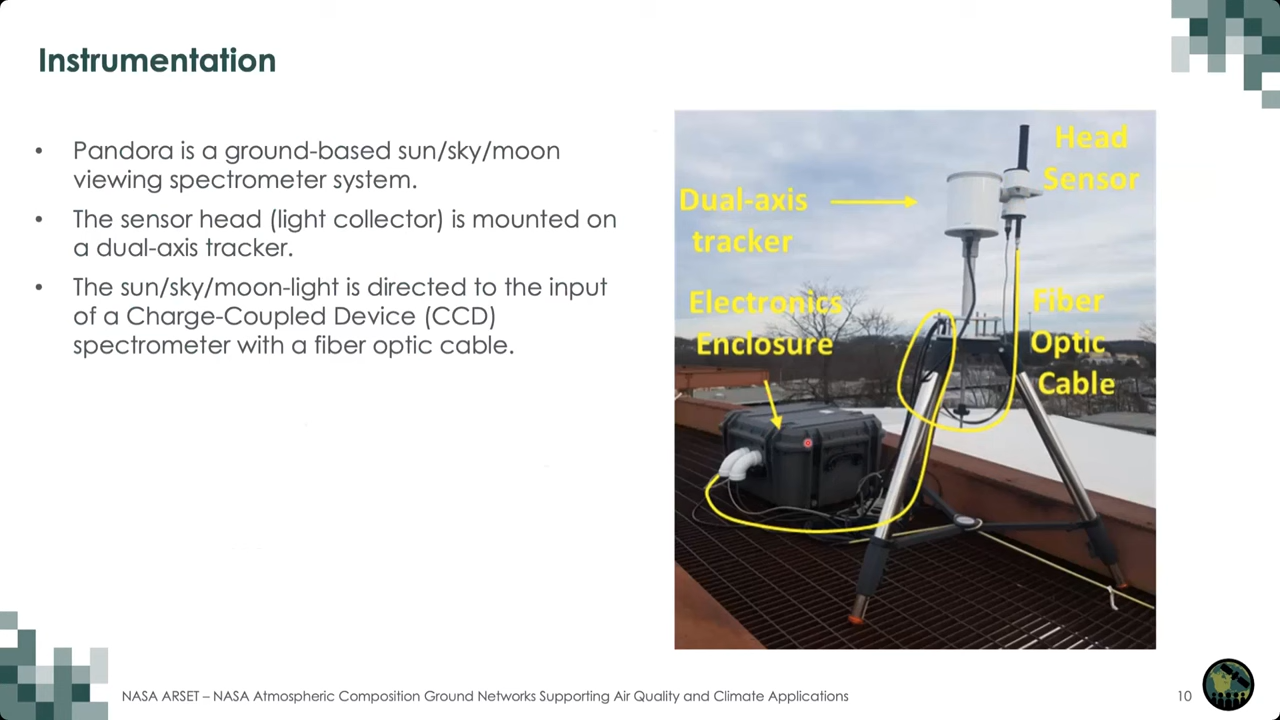 Instrumentation
• Pandora is a ground-based sun/sky/moon
viewing spectrometer system.
• The sensor head (light collector) is mounted on
a dual-axis tracker.
• The sun/sky/moon-light is directed to the input
of a Charge-Coupled Device (CCD)
spectrometer with a fiber optic cable.
Head
Sensor
Dual-axis
tracker
Electronics
Enclosure
Fiber
Optic
Cable
NASA ARSET – NASA Atmospheric Composition Ground Networks Supporting Air Quality and Climate Applications
10